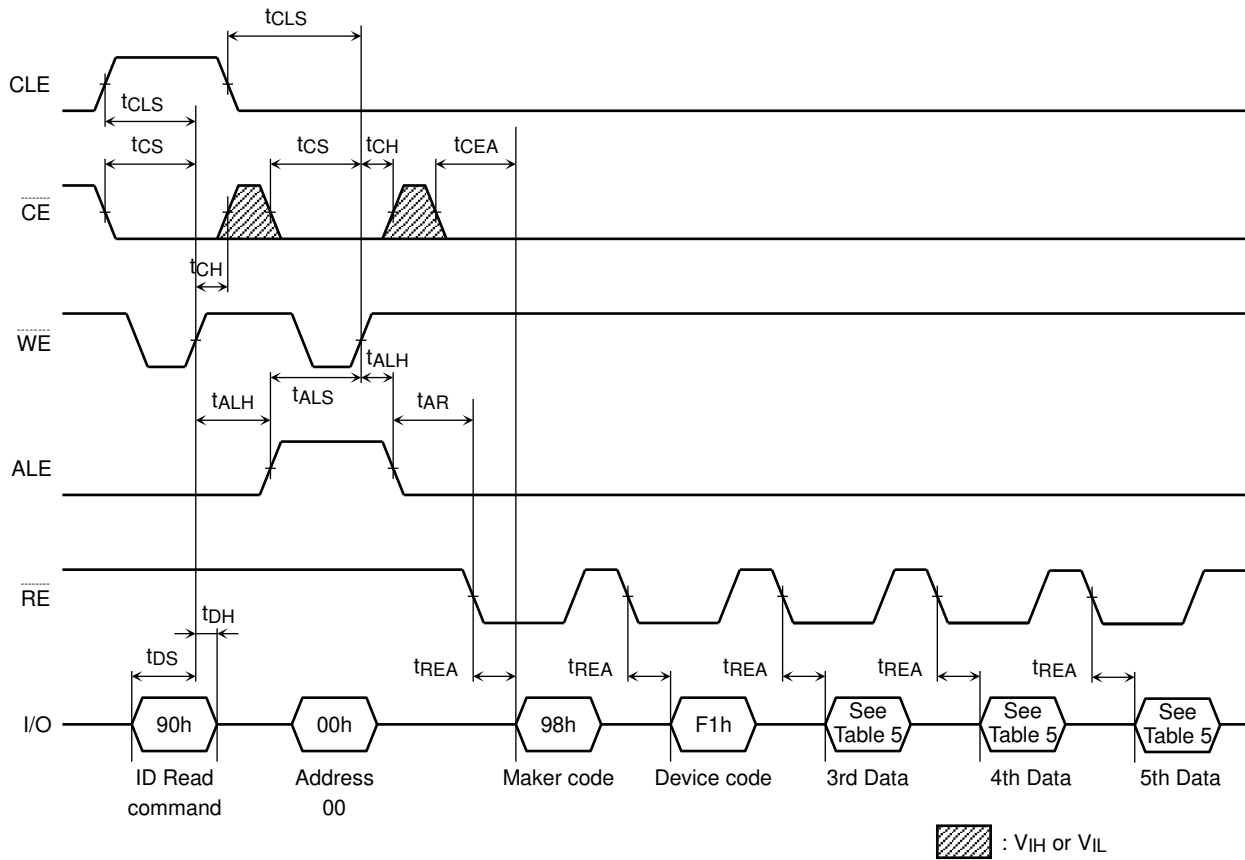 tCLS
CLE
tCLS
tCS
tCS
tCH
tCEA
CE
tCH
WE
tALH
tALH
tALS
tAR
ALE
RE
tDH
tDS
tREA
tREA
tREA
tREA
tREA
I/O
90h
00h
98h
F1h
See
Table 5
See
Table 5
See
Table 5
ID Read
command
Address
00
Maker code
Device code
3rd Data
4th Data
5th Data
: VIH or VIL